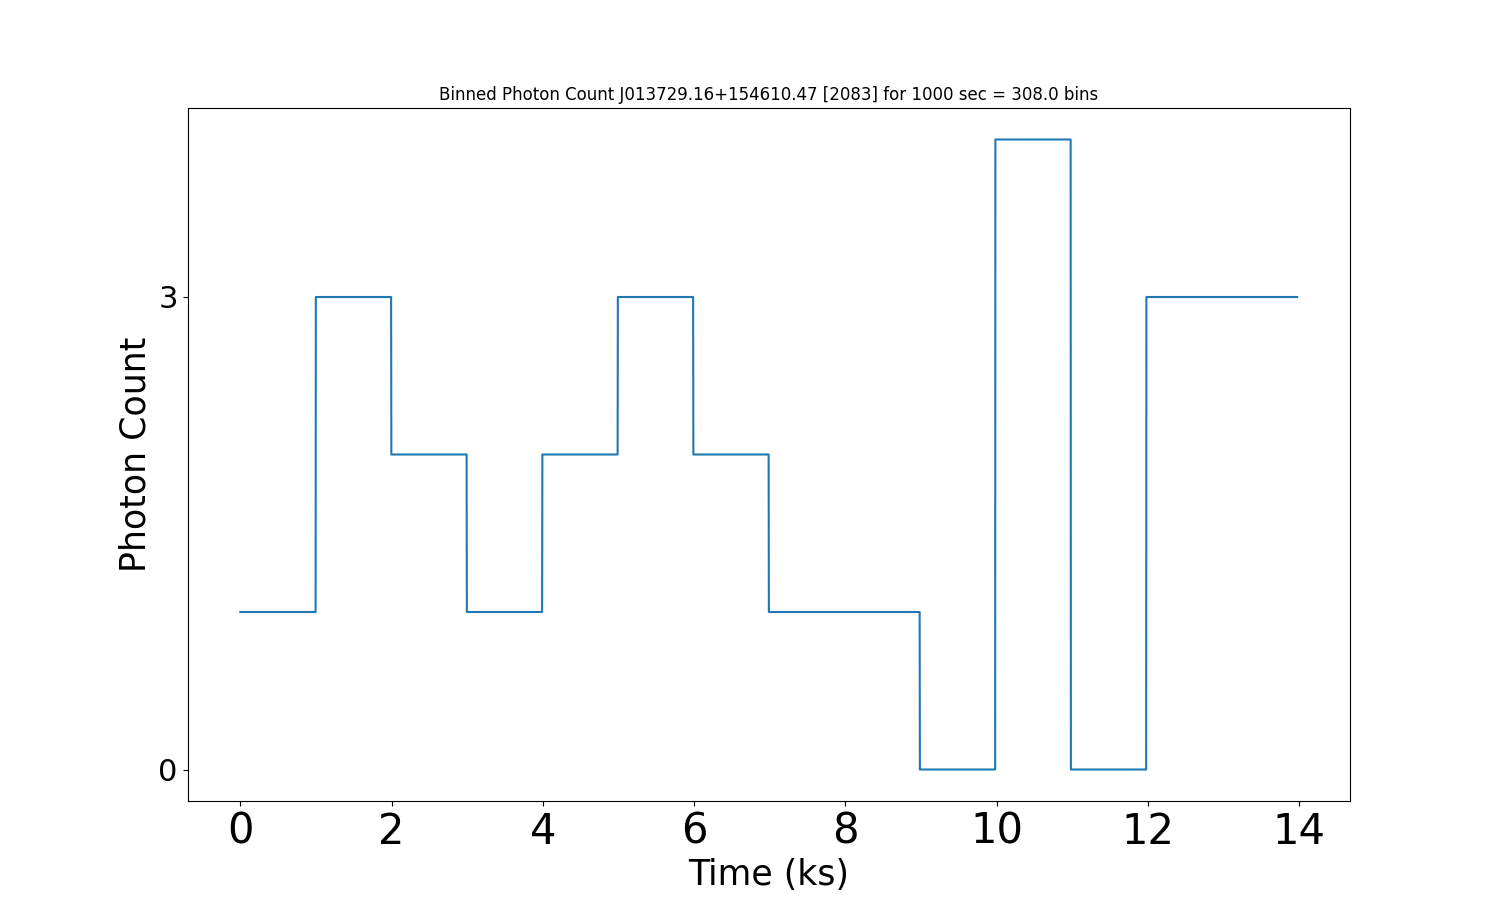 Binned Photon Count J013729.16+154610.47 [2083] for 1000 sec = 308.0 bins
3
Photon Count
0
0 2 4 6 8 10 12 14
Time (ks)